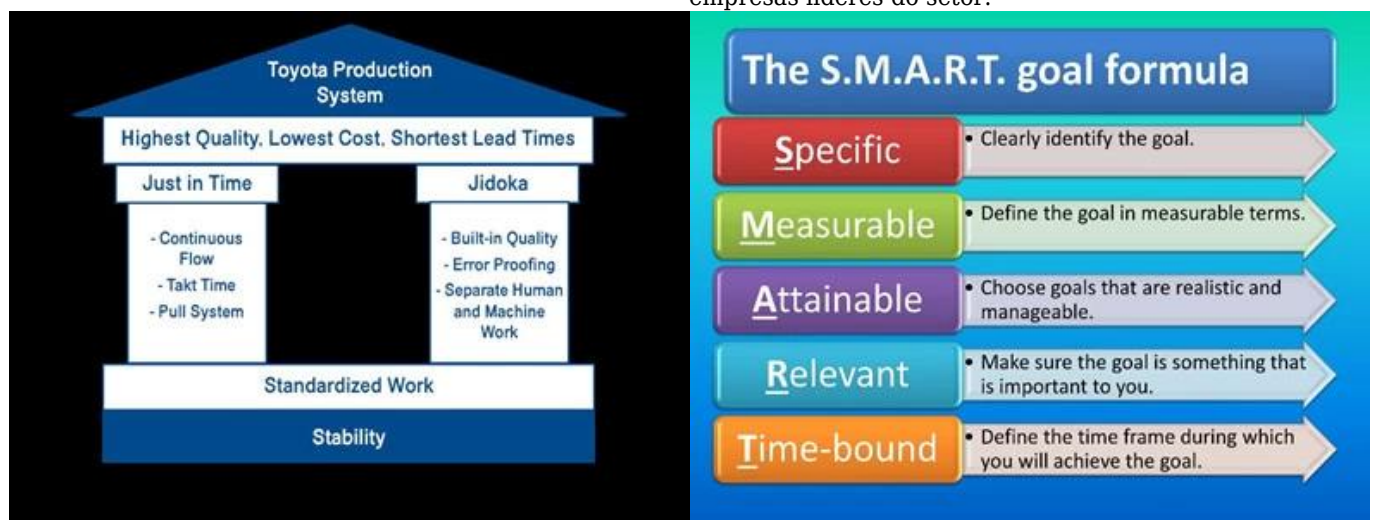 empresas líderes do setor.
Toyota Production
System
Highest Quality, Lowest Cost, Shortest Lead Times
Just in Time
- Continuous
Flow
- Takt Time
- Pull System
Jidoka
- Built-in Quality
- Error Proofing
- Separate Human
and Machine
Work
Standardized Work
Stability
The S.M.A.R.T. goal formula
Specific
• Clearly identify the goal.
Measurable
• Define the goal in measurable terms.
Attainable
• Choose goals that are realistic and
manageable.
Relevant
• Make sure the goal is something that
is important to you.
Time-bound
• Define the time frame during which
you will achieve the goal.